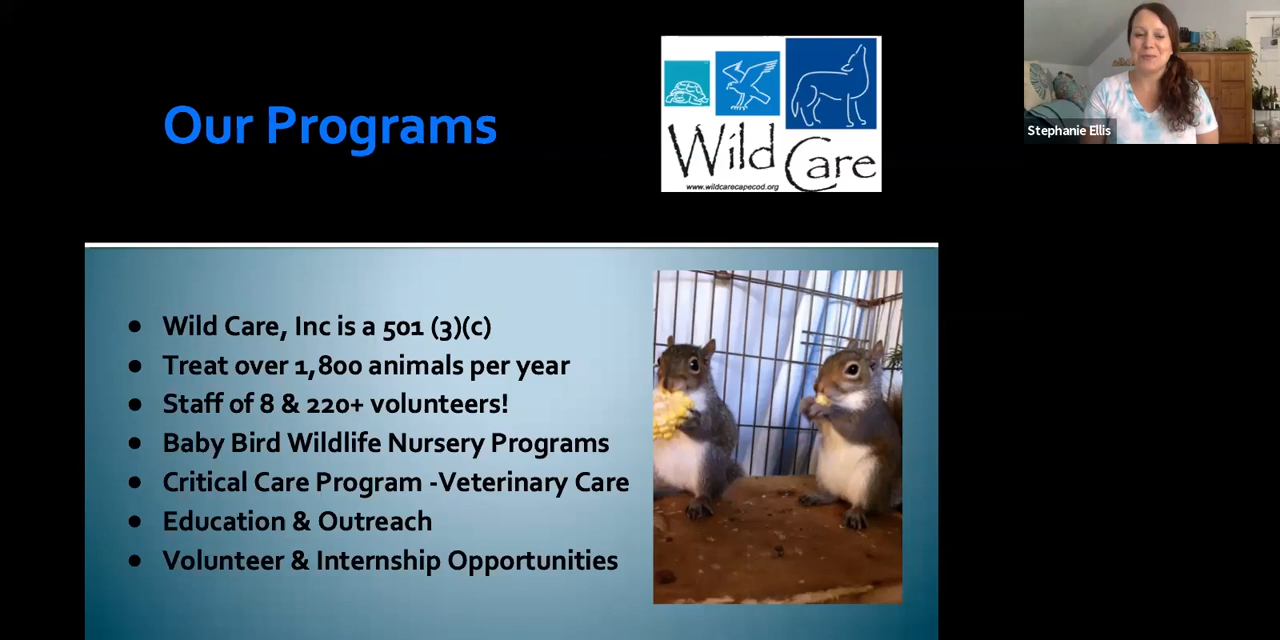 Our Programs
Wild Care
www.wildcarecapecod.org
Stephanie Ellis
Wild Care, Inc is a 501 (3)(c)
Treat over 1,800 animals per year
Staff of 8 & 220+ volunteers!
Baby Bird Wildlife Nursery Programs
Critical Care Program -Veterinary Care
Education & Outreach
Volunteer & Internship Opportunities